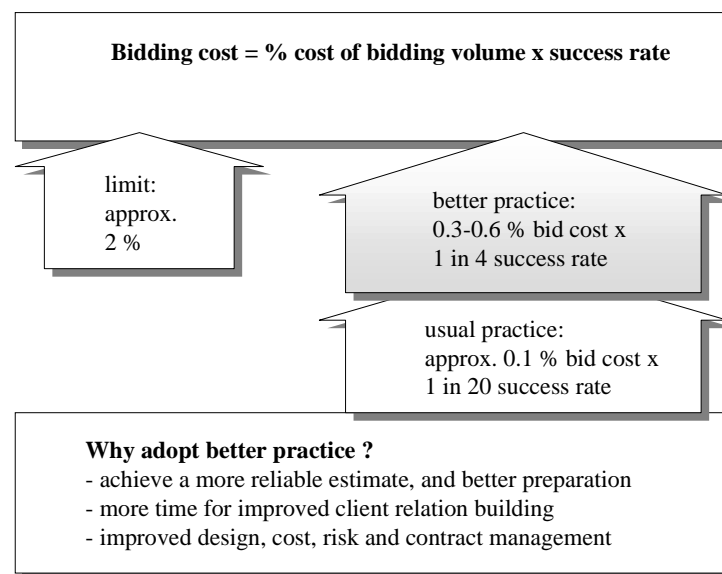 Bidding cost = % cost of bidding volume x success rate
limit:
approx.
2 %
better practice:
0.3-0.6 % bid cost x
1 in 4 success rate
usual practice:
approx. 0.1 % bid cost x
1 in 20 success rate
Why adopt better practice ?
- achieve a more reliable estimate, and better preparation
- more time for improved client relation building
- improved design, cost, risk and contract management